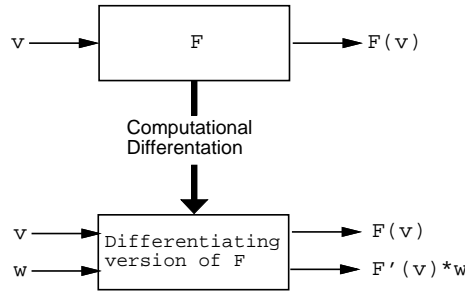 v
F
F(v)
Computational
Differentation
v
Differentiating
F(v)
w
version of F
F'(v)*w